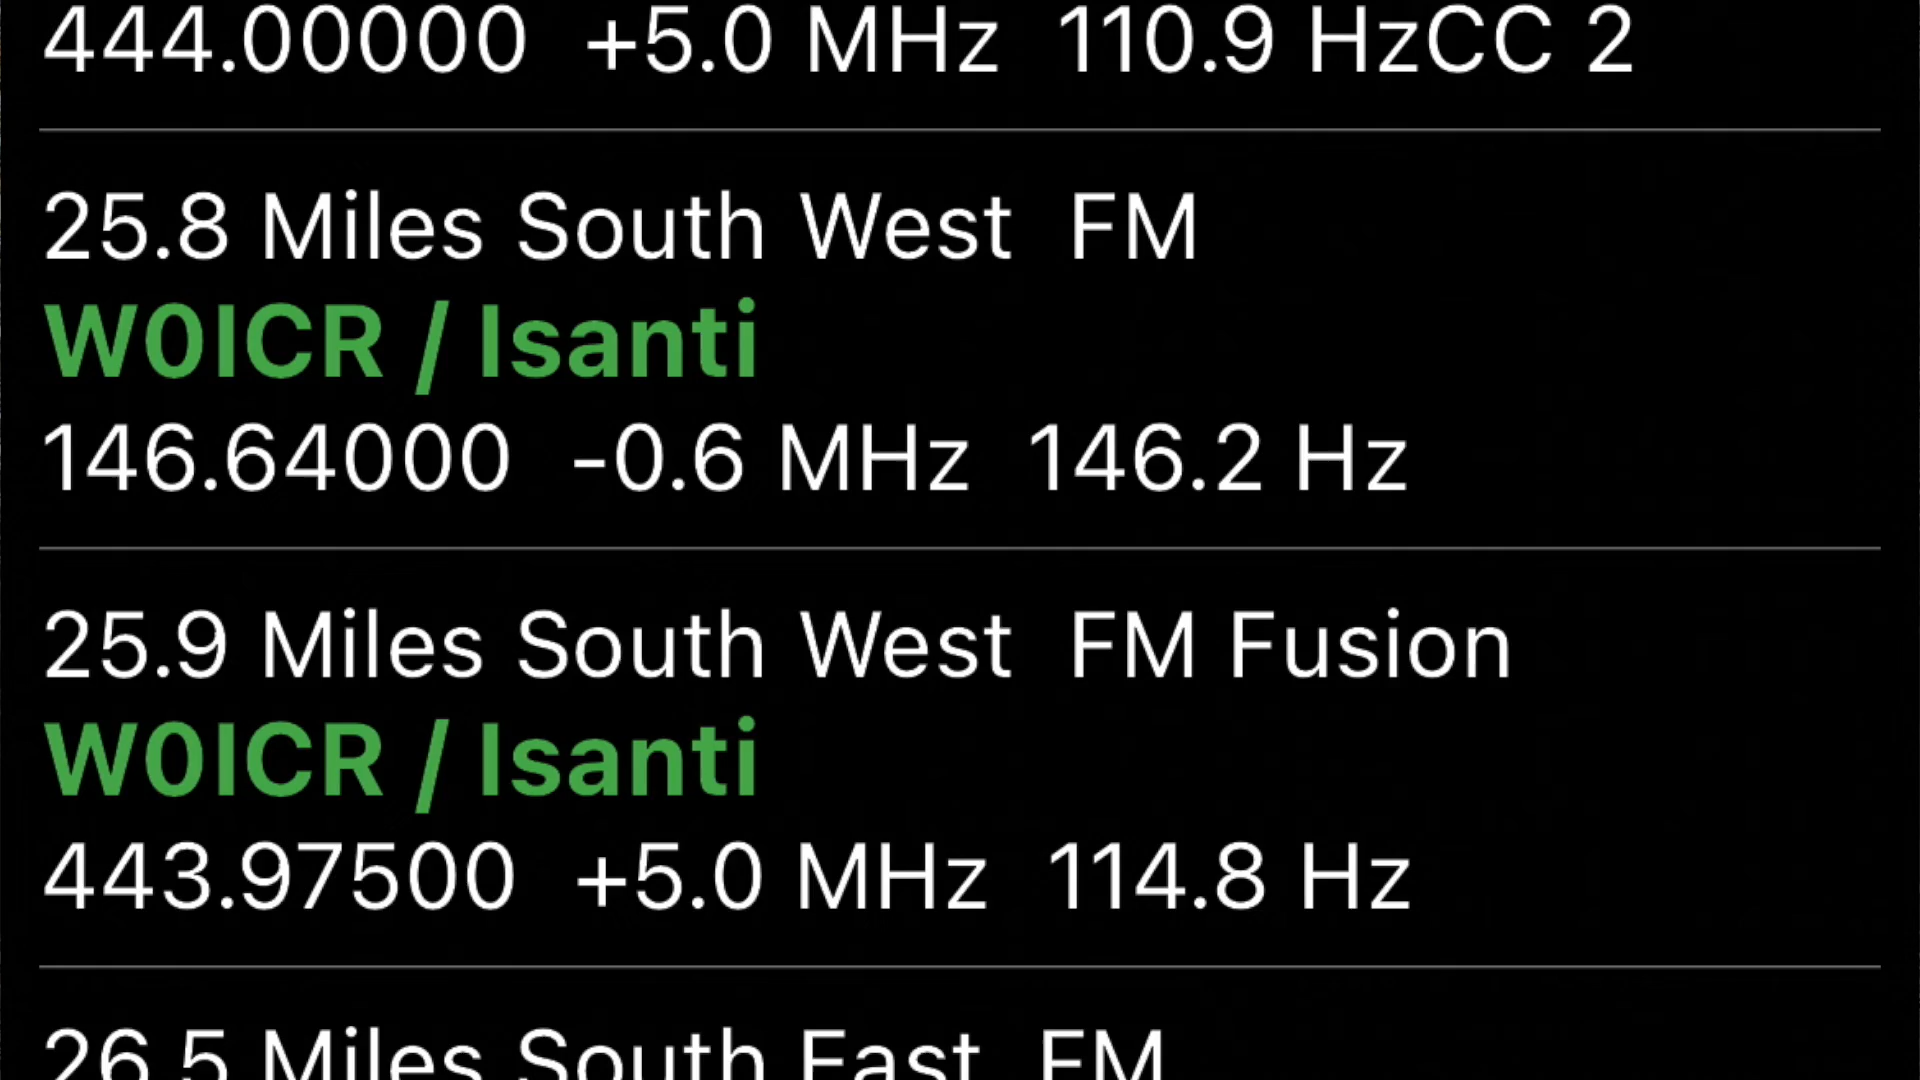 444.00000 +5.0 MHz 110.9 HzCC 2
25.8 Miles South West FM
W0ICR / Isanti
146.64000 -0.6 MHz 146.2 Hz
25.9 Miles South West FM Fusion
W0ICR / Isanti
443.97500 +5.0 MHz 114.8 Hz
26.5 Miles South East FM